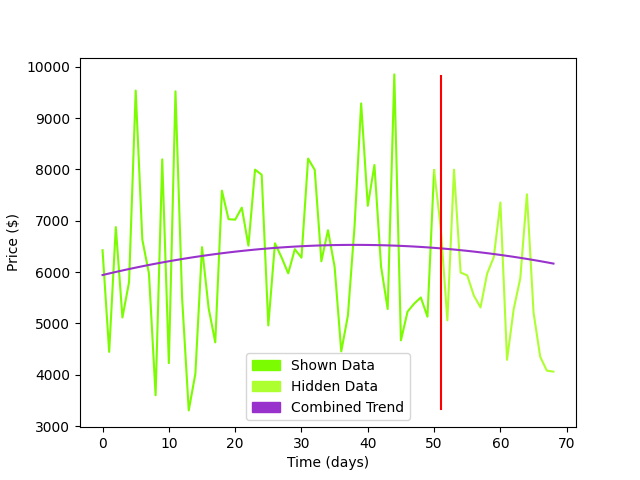 10000
9000
8000
7000
6000
5000
4000
3000
Price ($)
Shown Data
Hidden Data
Combined Trend
0 10 20 30 40 50 60 70
Time (days)